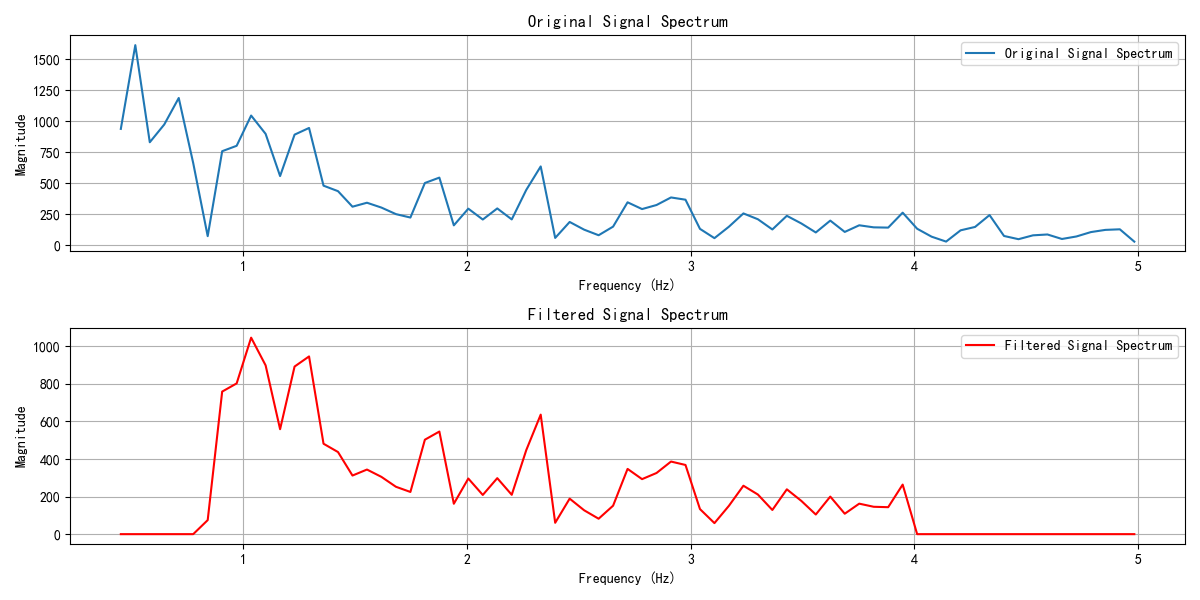 Original Signal Spectrum
Original Signal Spectrum
Magnitude
1500
1250
1000
750
500
250
0
1 2 3 4 5
Frequency (Hz)
Filtered Signal Spectrum
Filtered Signal Spectrum
Magnitude
1000
800
600
400
200
0
1 2 3 4 5
Frequency (Hz)